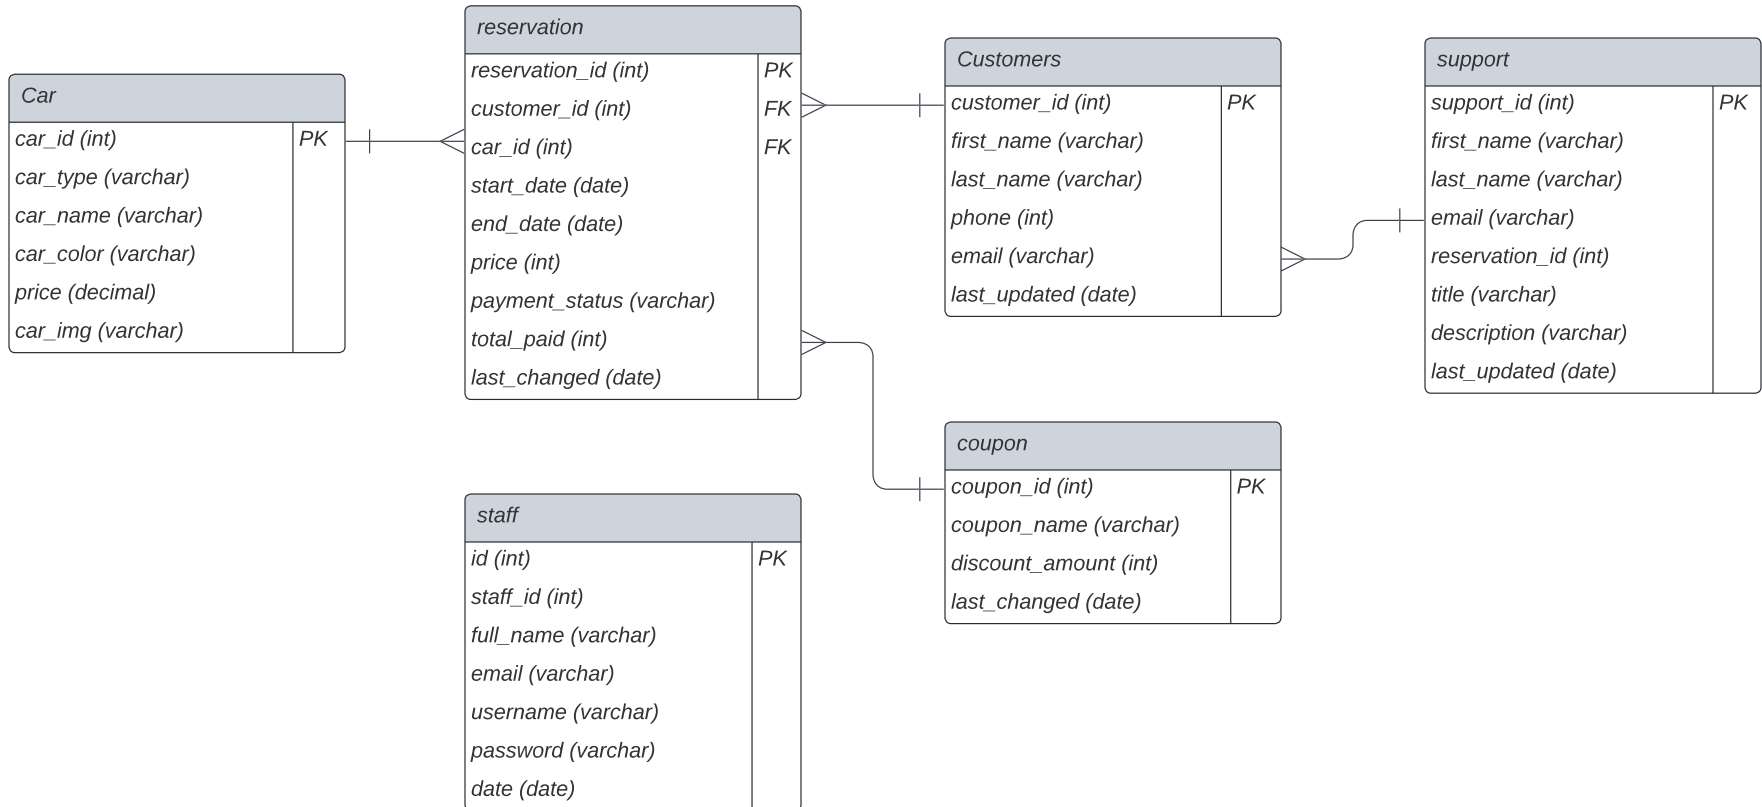 Car
car_id (int) PK
car_type (varchar)
car_name (varchar)
car_color (varchar)
price (decimal)
car_img (varchar)
reservation
reservation_id (int) PK
customer_id (int) FK
car_id (int) FK
start_date (date)
end_date (date)
price (int)
payment_status (varchar)
total_paid (int)
last_changed (date)
Customers
customer_id (int) PK
first_name (varchar)
last_name (varchar)
phone (int)
email (varchar)
last_updated (date)
support
support_id (int) PK
first_name (varchar)
last_name (varchar)
email (varchar)
reservation_id (int)
title (varchar)
description (varchar)
last_updated (date)
staff
id (int) PK
staff_id (int)
full_name (varchar)
email (varchar)
username (varchar)
password (varchar)
date (date)
coupon
coupon_id (int) PK
coupon_name (varchar)
discount_amount (int)
last_changed (date)